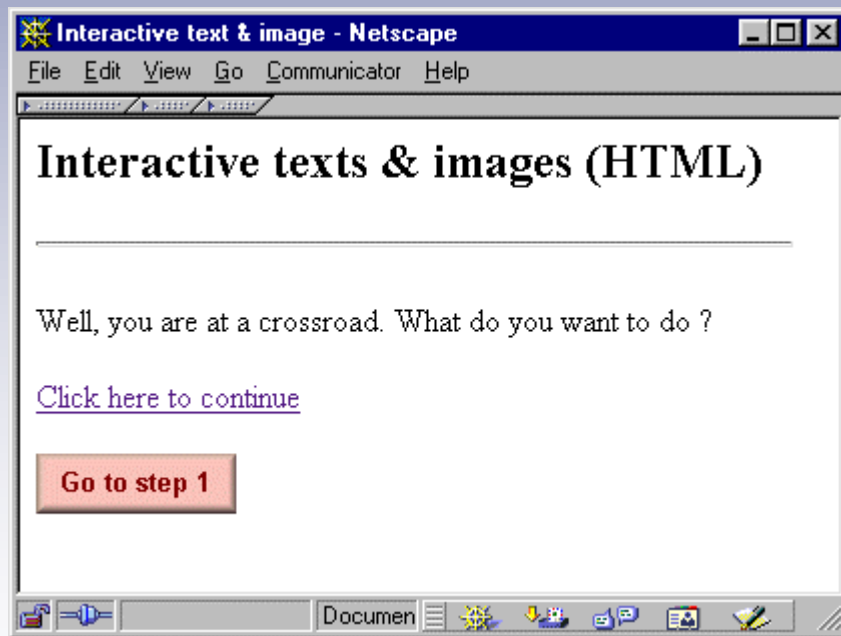 Interactive text & image - Netscape
File Edit View Go Communicator Help
Interactive texts & images (HTML)
Well, you are at a crossroad. What do you want to do ?
Click here to continue
Go to step 1
Documen